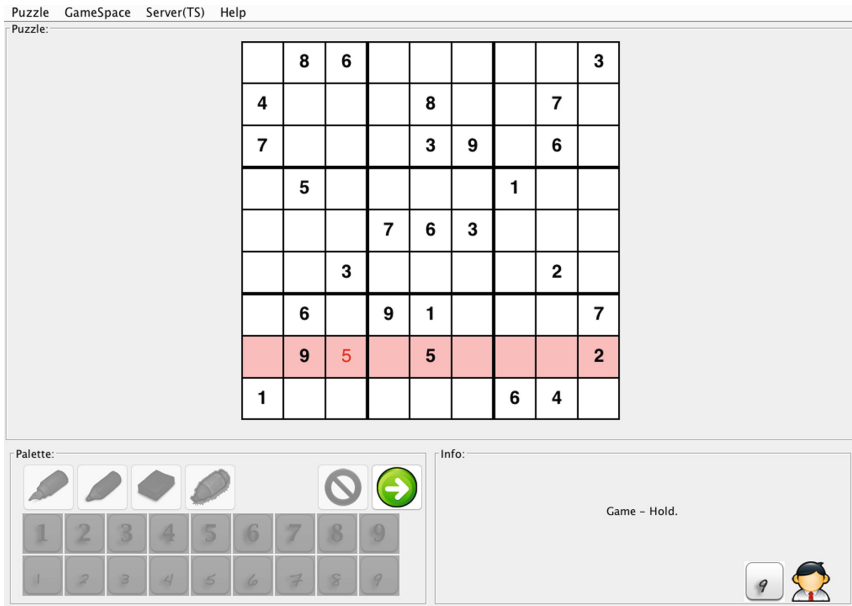 Puzzle GameSpace Server(TS) Help
Puzzle:
8 6 3
4 8 7
7 3 9 6
5 1
7 6 3
3 2
6 9 1 7
9 5 5 2
1 6 4
Palette:
1 2 3 4 5 6 7 8 9
1 2 3 4 5 6 7 8 9
Info:
Game – Hold.
9